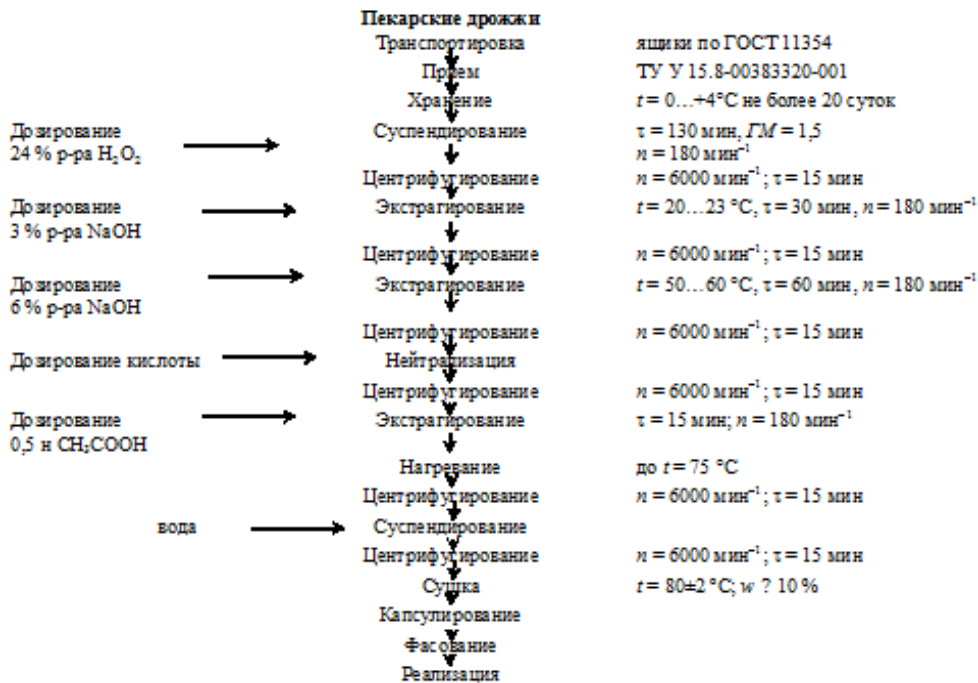 Пекарские дрожжи
Транспортировка ящики по ГОСТ 11354
Прием ТУ У 15.8-00383320-001
Хранение t = 0…+4°С не более 20 суток
Дозирование
24 % р-ра H₂O₂
Суспендирование τ = 130 мин, ГМ = 1,5
n = 180 мин⁻¹
Центрифугирование n = 6000 мин⁻¹; τ = 15 мин
Дозирование
3 % р-ра NaOH
Экстрагирование t = 20…23 °С, τ = 30 мин, n = 180 мин⁻¹
Центрифугирование n = 6000 мин⁻¹; τ = 15 мин
Дозирование
6 % р-ра NaOH
Экстрагирование t = 50…60 °С, τ = 60 мин, n = 180 мин⁻¹
Центрифугирование n = 6000 мин⁻¹; τ = 15 мин
Дозирование кислоты Нейтрализация
Центрифугирование n = 6000 мин⁻¹; τ = 15 мин
Дозирование
0,5 н CH₃COOH
Экстрагирование τ = 15 мин; n = 180 мин⁻¹
Нагревание до t = 75 °С
Центрифугирование n = 6000 мин⁻¹; τ = 15 мин
вода Суспендирование
Центрифугирование n = 6000 мин⁻¹; τ = 15 мин
Сушка t = 80±2 °С; w ? 10 %
Капсулирование
Фасование
Реализация